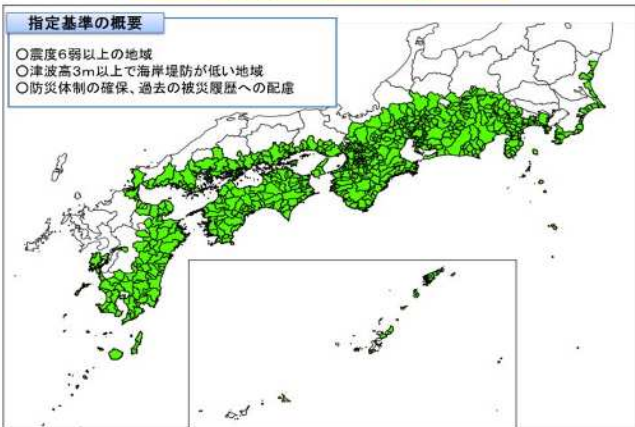 指定基準の概要
○震度6弱以上の地域
○津波高3m以上で海岸堤防が低い地域
○防災体制の確保、過去の被災履歴への配慮